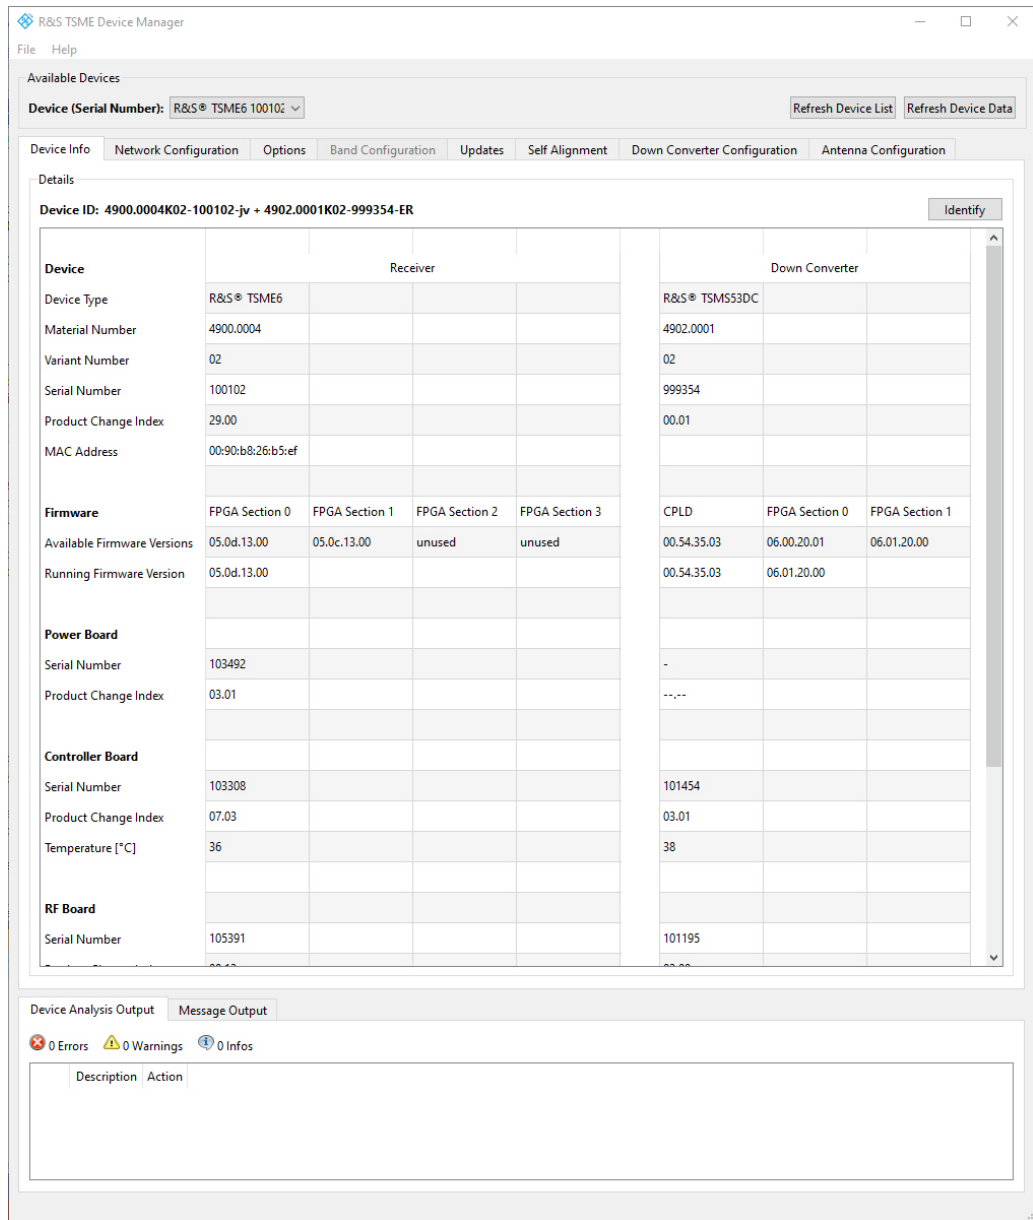 R&S TSME Device Manager
File Help
Available Devices
Device (Serial Number): R&S® TSME6 100102 Refresh Device List Refresh Device Data
Device Info Network Configuration Options Band Configuration Updates Self Alignment Down Converter Configuration Antenna Configuration
Details
Device ID: 4900.0004K02-100102-jv + 4902.0001K02-999354-ER Identify
Device Receiver Down Converter
Device Type R&S® TSME6 R&S® TSMS53DC
Material Number 4900.0004 4902.0001
Variant Number 02 02
Serial Number 100102 999354
Product Change Index 29.00 00.01
MAC Address 00:90:b8:26:b5:ef
Firmware FPGA Section 0 FPGA Section 1 FPGA Section 2 FPGA Section 3 CPLD FPGA Section 0 FPGA Section 1
Available Firmware Versions 05.0d.13.00 05.0c.13.00 unused unused 00.54.35.03 06.00.20.01 06.01.20.00
Running Firmware Version 05.0d.13.00 00.54.35.03 06.01.20.00
Power Board
Serial Number 103492 -
Product Change Index 03.01 --.--
Controller Board
Serial Number 103308 101454
Product Change Index 07.03 03.01
Temperature [°C] 36 38
RF Board
Serial Number 105391 101195
Device Analysis Output Message Output
0 Errors 0 Warnings 0 Infos
Description Action